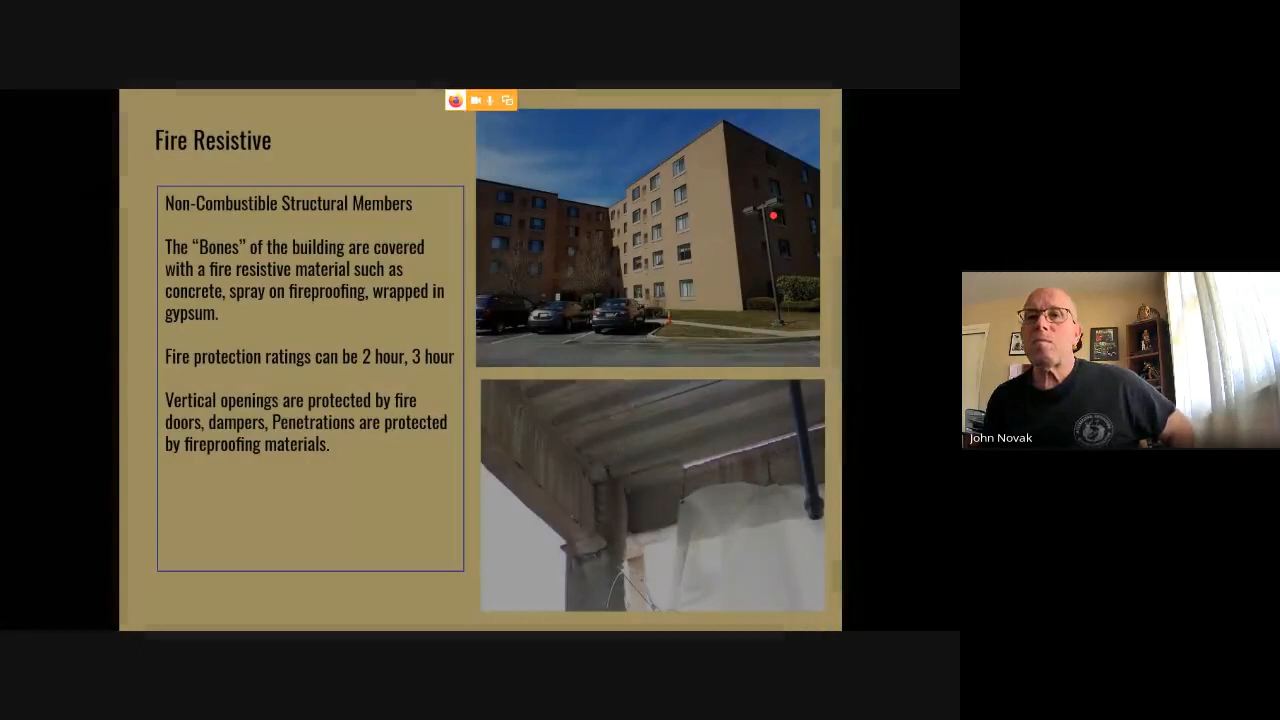 Fire Resistive
Non-Combustible Structural Members
The “Bones” of the building are covered
with a fire resistive material such as
concrete, spray on fireproofing, wrapped in
gypsum.
Fire protection ratings can be 2 hour, 3 hour
Vertical openings are protected by fire
doors, dampers, Penetrations are protected
by fireproofing materials.
John Novak